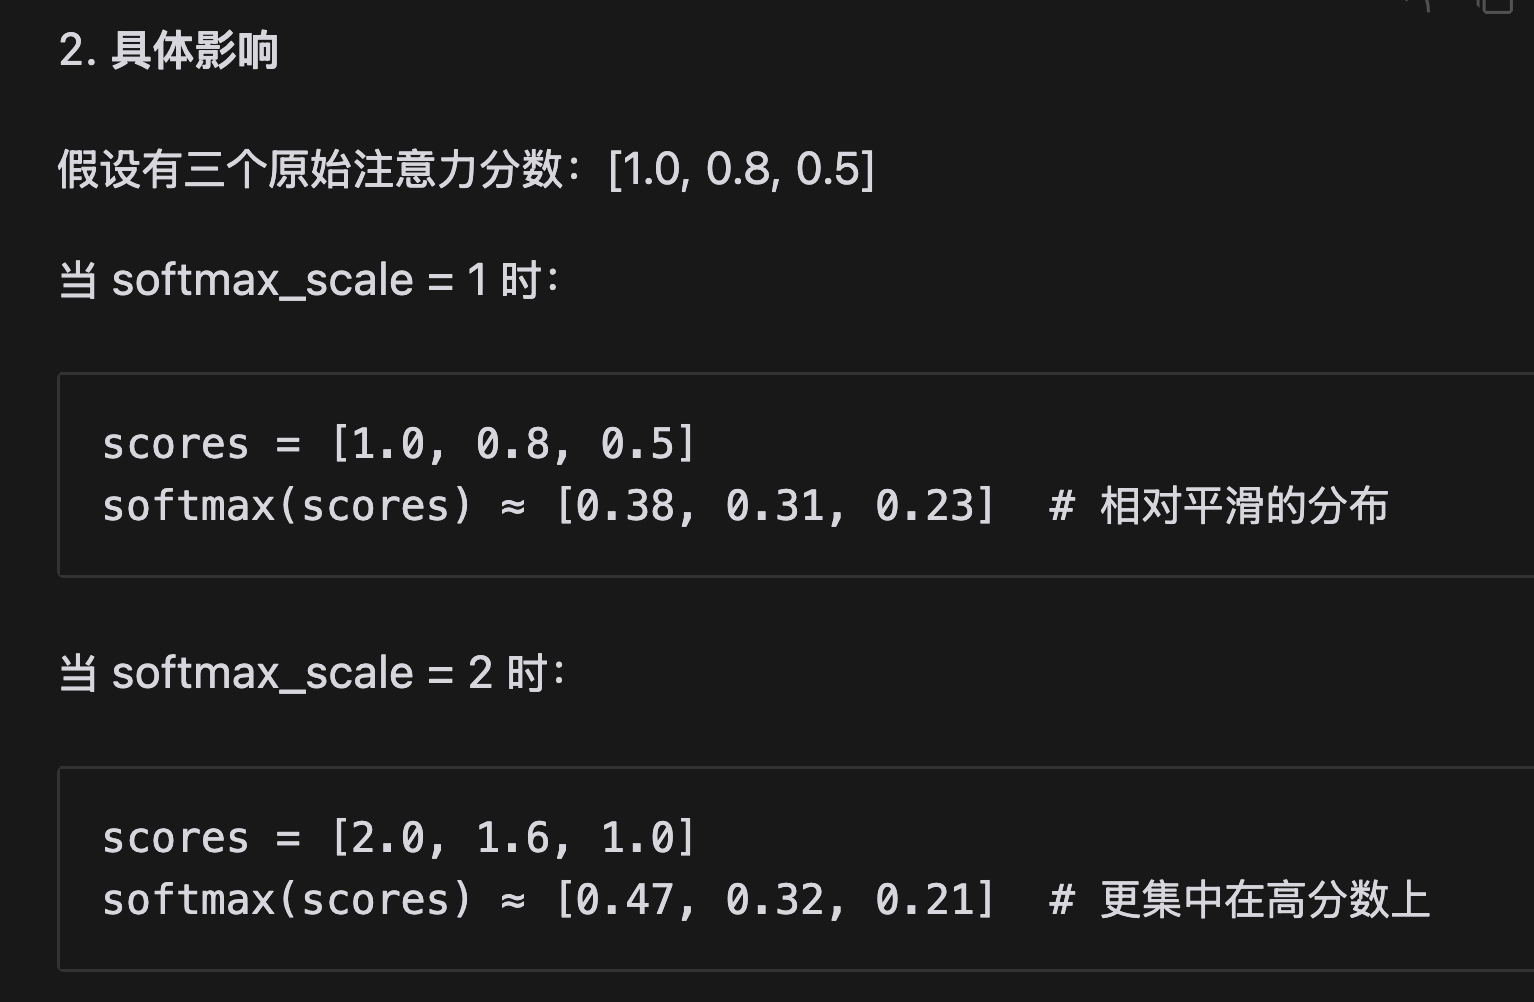 2. 具体影响
假设有三个原始注意力分数：[1.0, 0.8, 0.5]
当 softmax_scale = 1 时：
scores = [1.0, 0.8, 0.5]
softmax(scores) ≈ [0.38, 0.31, 0.23]  # 相对平滑的分布
当 softmax_scale = 2 时：
scores = [2.0, 1.6, 1.0]
softmax(scores) ≈ [0.47, 0.32, 0.21]  # 更集中在高分数上